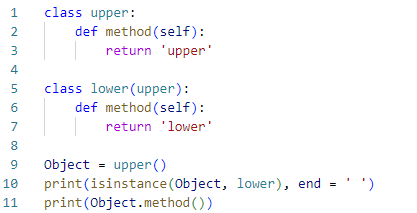 1 class upper:
2     def method(self):
3         return 'upper'
4
5 class lower(upper):
6     def method(self):
7         return 'lower'
8
9 Object = upper()
10 print(isinstance(Object, lower), end = ' ')
11 print(Object.method())